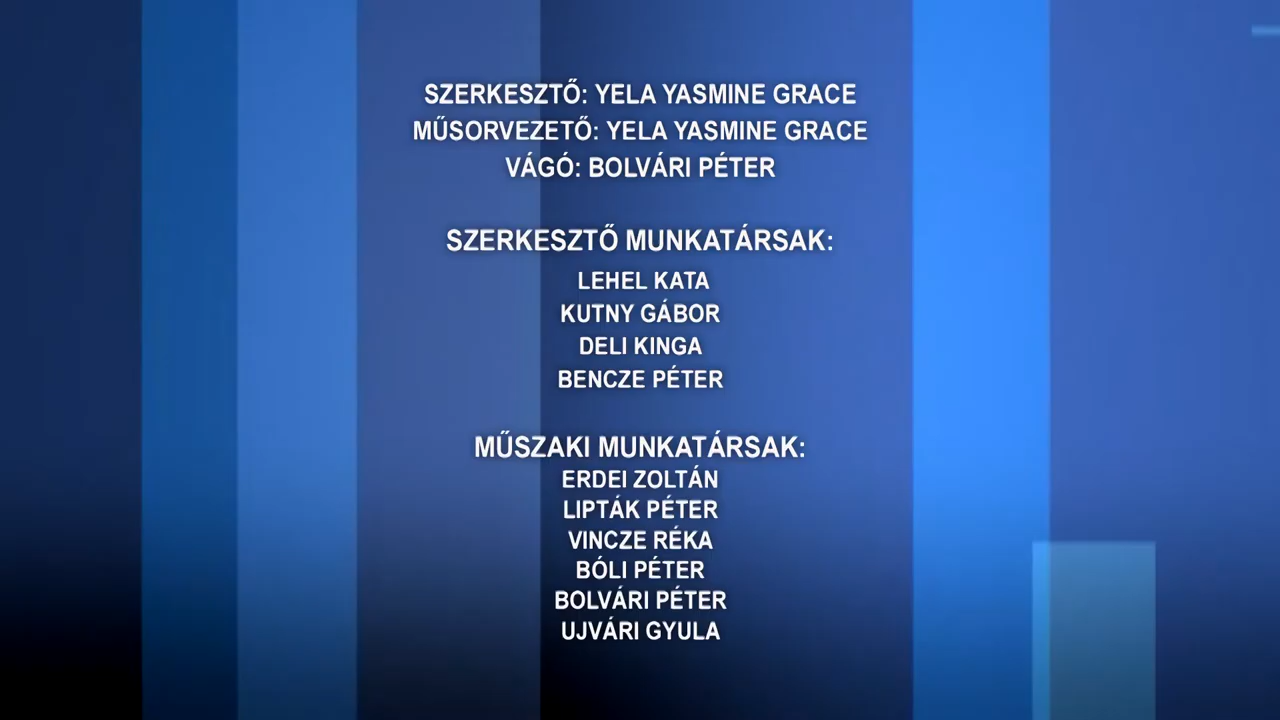 SZERKESZTŐ: YELA YASMINE GRACE
MŰSORVEZETŐ: YELA YASMINE GRACE
VÁGÓ: BOLVÁRI PÉTER
SZERKESZTŐ MUNKATÁRSAK:
LEHEL KATA
KUTNY GÁBOR
DELI KINGA
BENCZE PÉTER
MŰSZAKI MUNKATÁRSAK:
ERDEI ZOLTÁN
LIPTÁK PÉTER
VINCZE RÉKA
BÓLI PÉTER
BOLVÁRI PÉTER
UJVÁRI GYULA